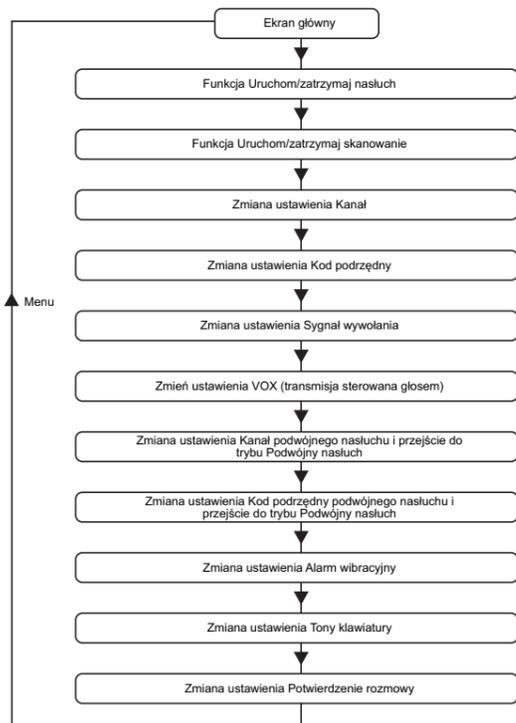 Ekran główny
Funkcja Uruchom/zatrzymaj nasłuch
Funkcja Uruchom/zatrzymaj skanowanie
Zmiana ustawienia Kanał
Zmiana ustawienia Kod podrzędny
Menu
Zmiana ustawienia Sygnał wywołania
Zmień ustawienia VOX (transmisja sterowana głosem)
Zmiana ustawienia Kanał podwójnego nasłuchu i przejście do
trybu Podwójny nasłuch
Zmiana ustawienia Kod podrzędny podwójnego nasłuchu i
przejście do trybu Podwójny nasłuch
Zmiana ustawienia Alarm wibracyjny
Zmiana ustawienia Tony klawiatury
Zmiana ustawienia Potwierdzenie rozmowy